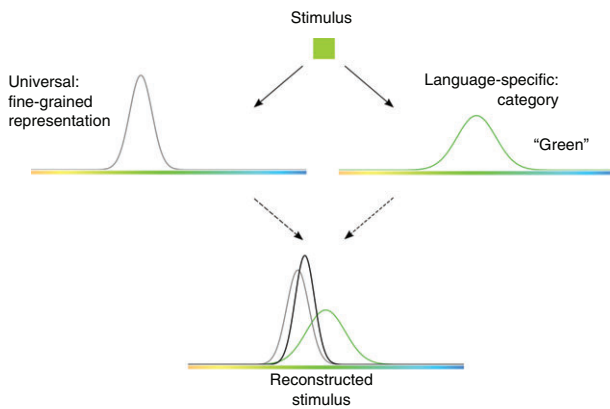 Stimulus
Universal:
fine-grained
representation
Language-specific:
category
“Green”
Reconstructed
stimulus